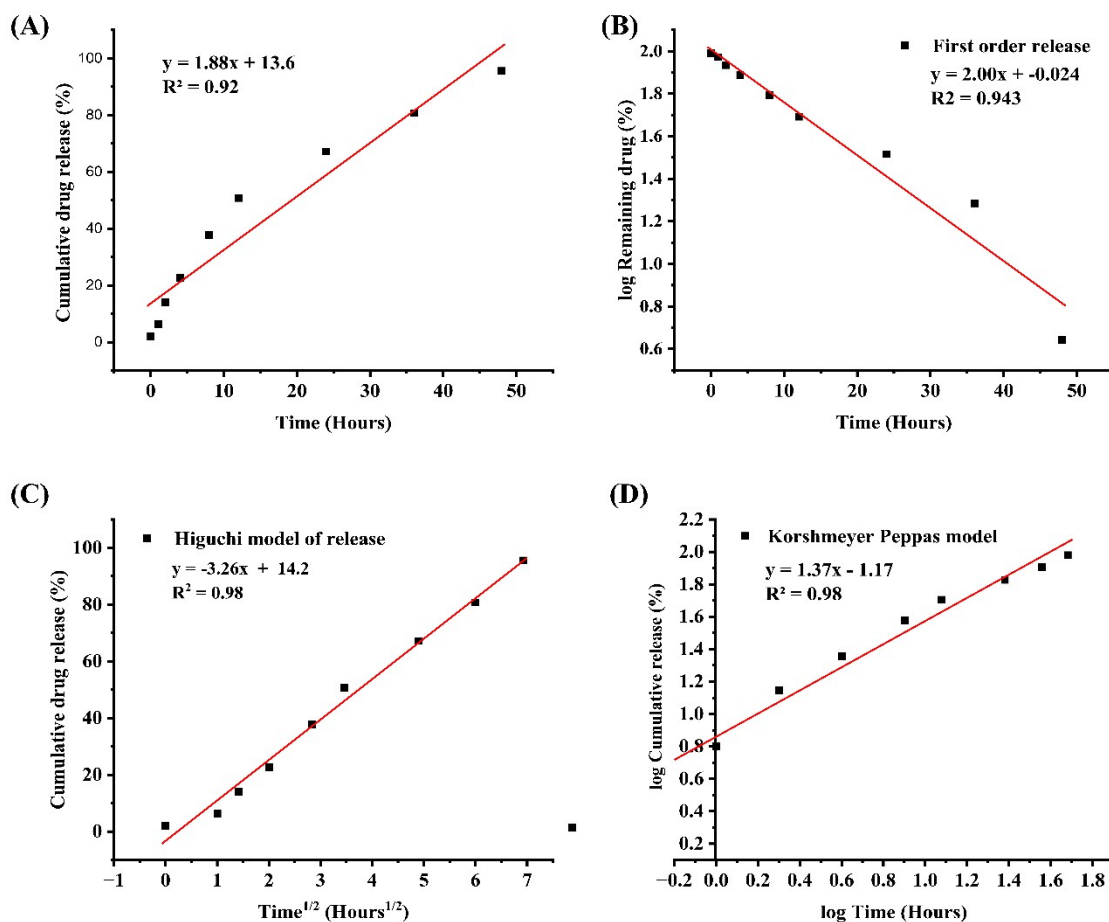 (A)
y = 1.88x + 13.6
R² = 0.92
Cumulative drug release (%)
100
80
60
40
20
0
0 10 20 30 40 50
Time (Hours)
(B)
First order release
y = 2.00x + -0.024
R2 = 0.943
log Remaining drug (%)
2.0
1.8
1.6
1.4
1.2
1.0
0.8
0.6
0 10 20 30 40 50
Time (Hours)
(C)
Higuchi model of release
y = -3.26x + 14.2
R² = 0.98
Cumulative drug release (%)
100
80
60
40
20
0
−1 0 1 2 3 4 5 6 7
Time¹/² (Hours¹/²)
(D)
Korshmeyer Peppas model
y = 1.37x - 1.17
R² = 0.98
log Cumulative release (%)
2.2
2.0
1.8
1.6
1.4
1.2
1.0
0.8
0.6
0.4
0.2
−0.2 0.0 0.2 0.4 0.6 0.8 1.0 1.2 1.4 1.6 1.8
log Time (Hours)